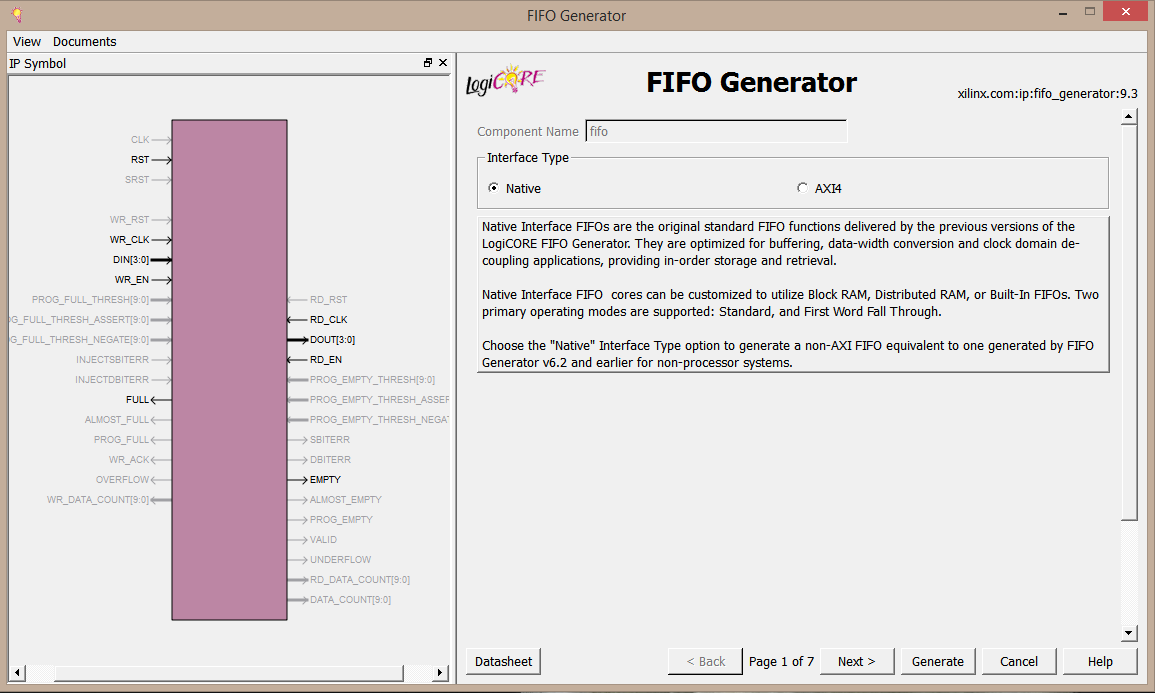 FIFO Generator
View Documents
IP Symbol
LogiCORE
FIFO Generator
xilinx.com:ip:fifo_generator:9.3
Component Name fifo
Interface Type
Native
AXI4
Native Interface FIFOs are the original standard FIFO functions delivered by the previous versions of the
LogiCORE FIFO Generator. They are optimized for buffering, data-width conversion and clock domain de-
coupling applications, providing in-order storage and retrieval.
Native Interface FIFO cores can be customized to utilize Block RAM, Distributed RAM, or Built-In FIFOs. Two
primary operating modes are supported: Standard, and First Word Fall Through.
Choose the "Native" Interface Type option to generate a non-AXI FIFO equivalent to one generated by FIFO
Generator v6.2 and earlier for non-processor systems.
CLK
RST
SRST
WR_RST
WR_CLK
DIN[3:0]
WR_EN
PROG_FULL_THRESH[9:0]
OG_FULL_THRESH_ASSERT[9:0]
G_FULL_THRESH_NEGATE[9:0]
INJECTSBITERR
INJECTDBITERR
FULL
ALMOST_FULL
PROG_FULL
WR_ACK
OVERFLOW
WR_DATA_COUNT[9:0]
RD_RST
RD_CLK
DOUT[3:0]
RD_EN
PROG_EMPTY_THRESH[9:0]
PROG_EMPTY_THRESH_ASSER
PROG_EMPTY_THRESH_NEGA
SBITERR
DBITERR
EMPTY
ALMOST_EMPTY
PROG_EMPTY
VALID
UNDERFLOW
RD_DATA_COUNT[9:0]
DATA_COUNT[9:0]
Datasheet
< Back
Page 1 of 7
Next >
Generate
Cancel
Help